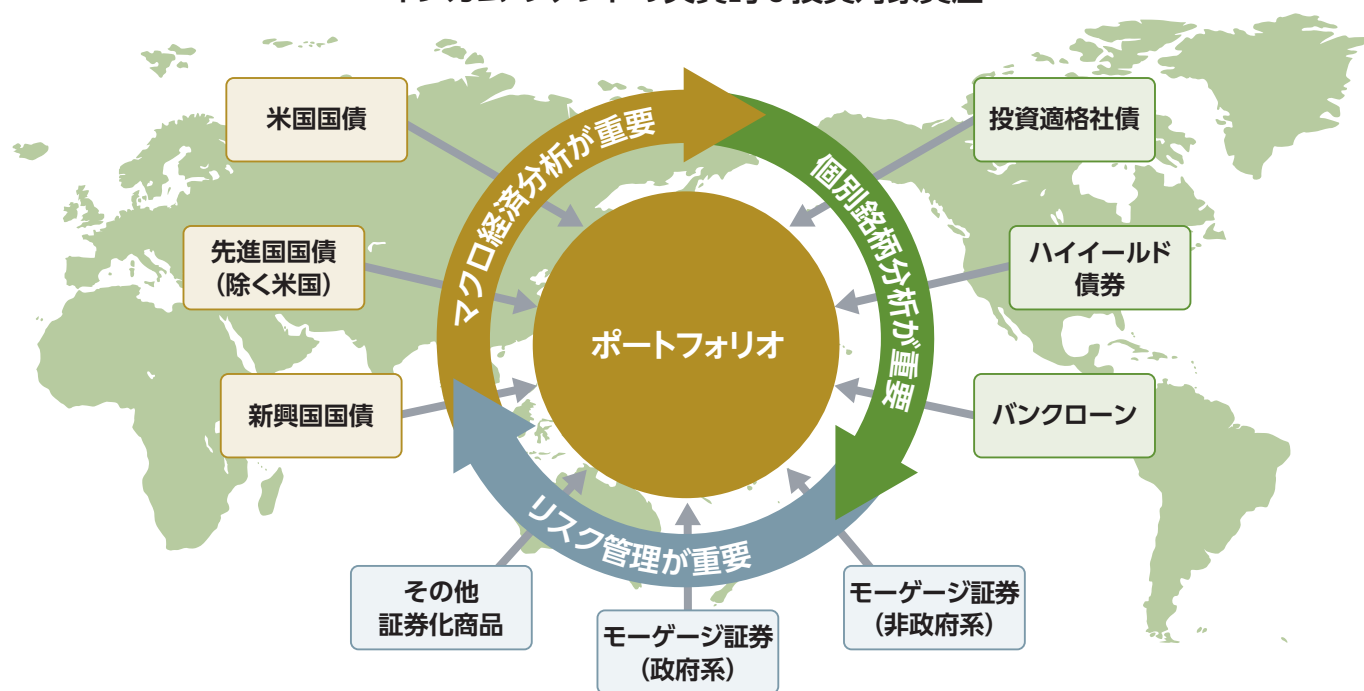 米国国債
投資適格社債
マクロ経済分析が重要
個別銘柄分析が重要
先進国国債
（除く米国）
ハイイールド
債券
ポートフォリオ
新興国国債
バンクローン
リスク管理が重要
その他
証券化商品
モーゲージ証券
（政府系）
モーゲージ証券
（非政府系）